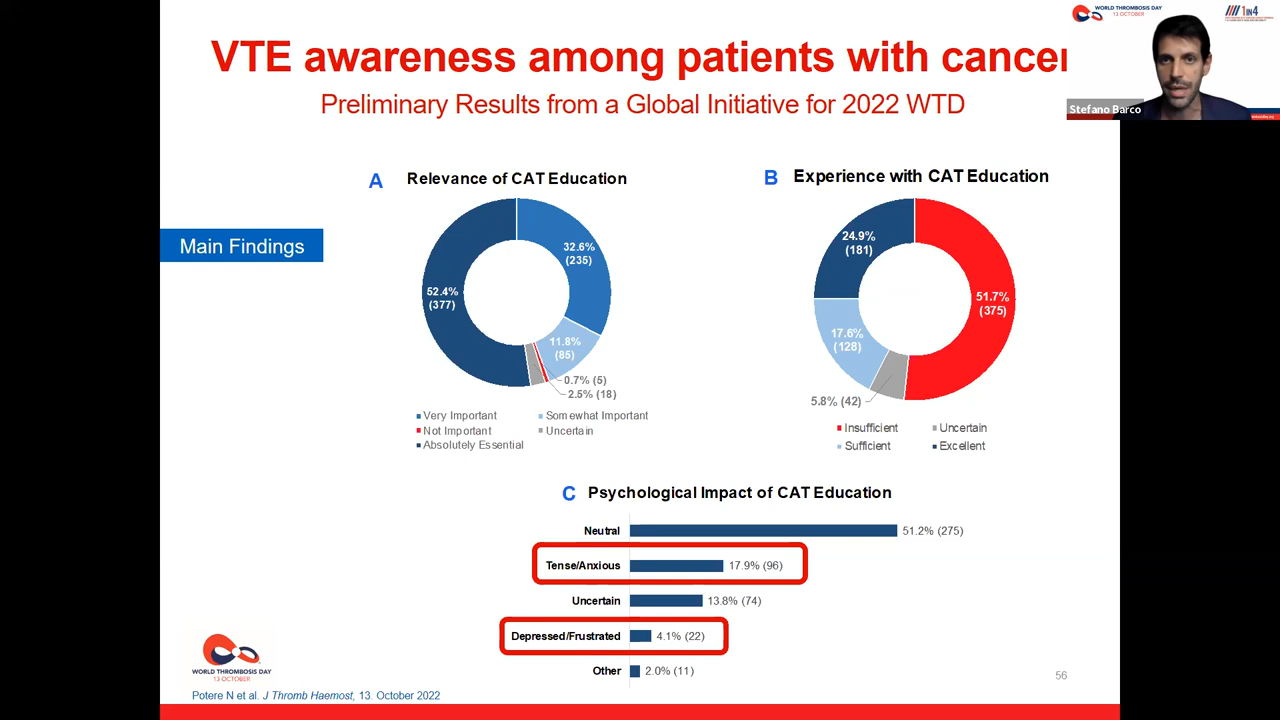 WORLD THROMBOSIS DAY
13 OCTOBER
1IN4
VTE awareness among patients with cancer
Preliminary Results from a Global Initiative for 2022 WTD
Stefano Barco
A Relevance of CAT Education
B Experience with CAT Education
Main Findings
32.6%
(235)
52.4%
(377)
11.8%
(85)
0.7% (5)
2.5% (18)
Very Important
Somewhat Important
Not Important
Uncertain
Absolutely Essential
24.9%
(181)
51.7%
(375)
17.6%
(128)
5.8% (42)
Insufficient
Uncertain
Sufficient
Excellent
C Psychological Impact of CAT Education
Neutral 51.2% (275)
Tense/Anxious 17.9% (96)
Uncertain 13.8% (74)
Depressed/Frustrated 4.1% (22)
Other 2.0% (11)
WORLD THROMBOSIS DAY
13 OCTOBER
56
Potere N et al. J Thromb Haemost, 13. October 2022